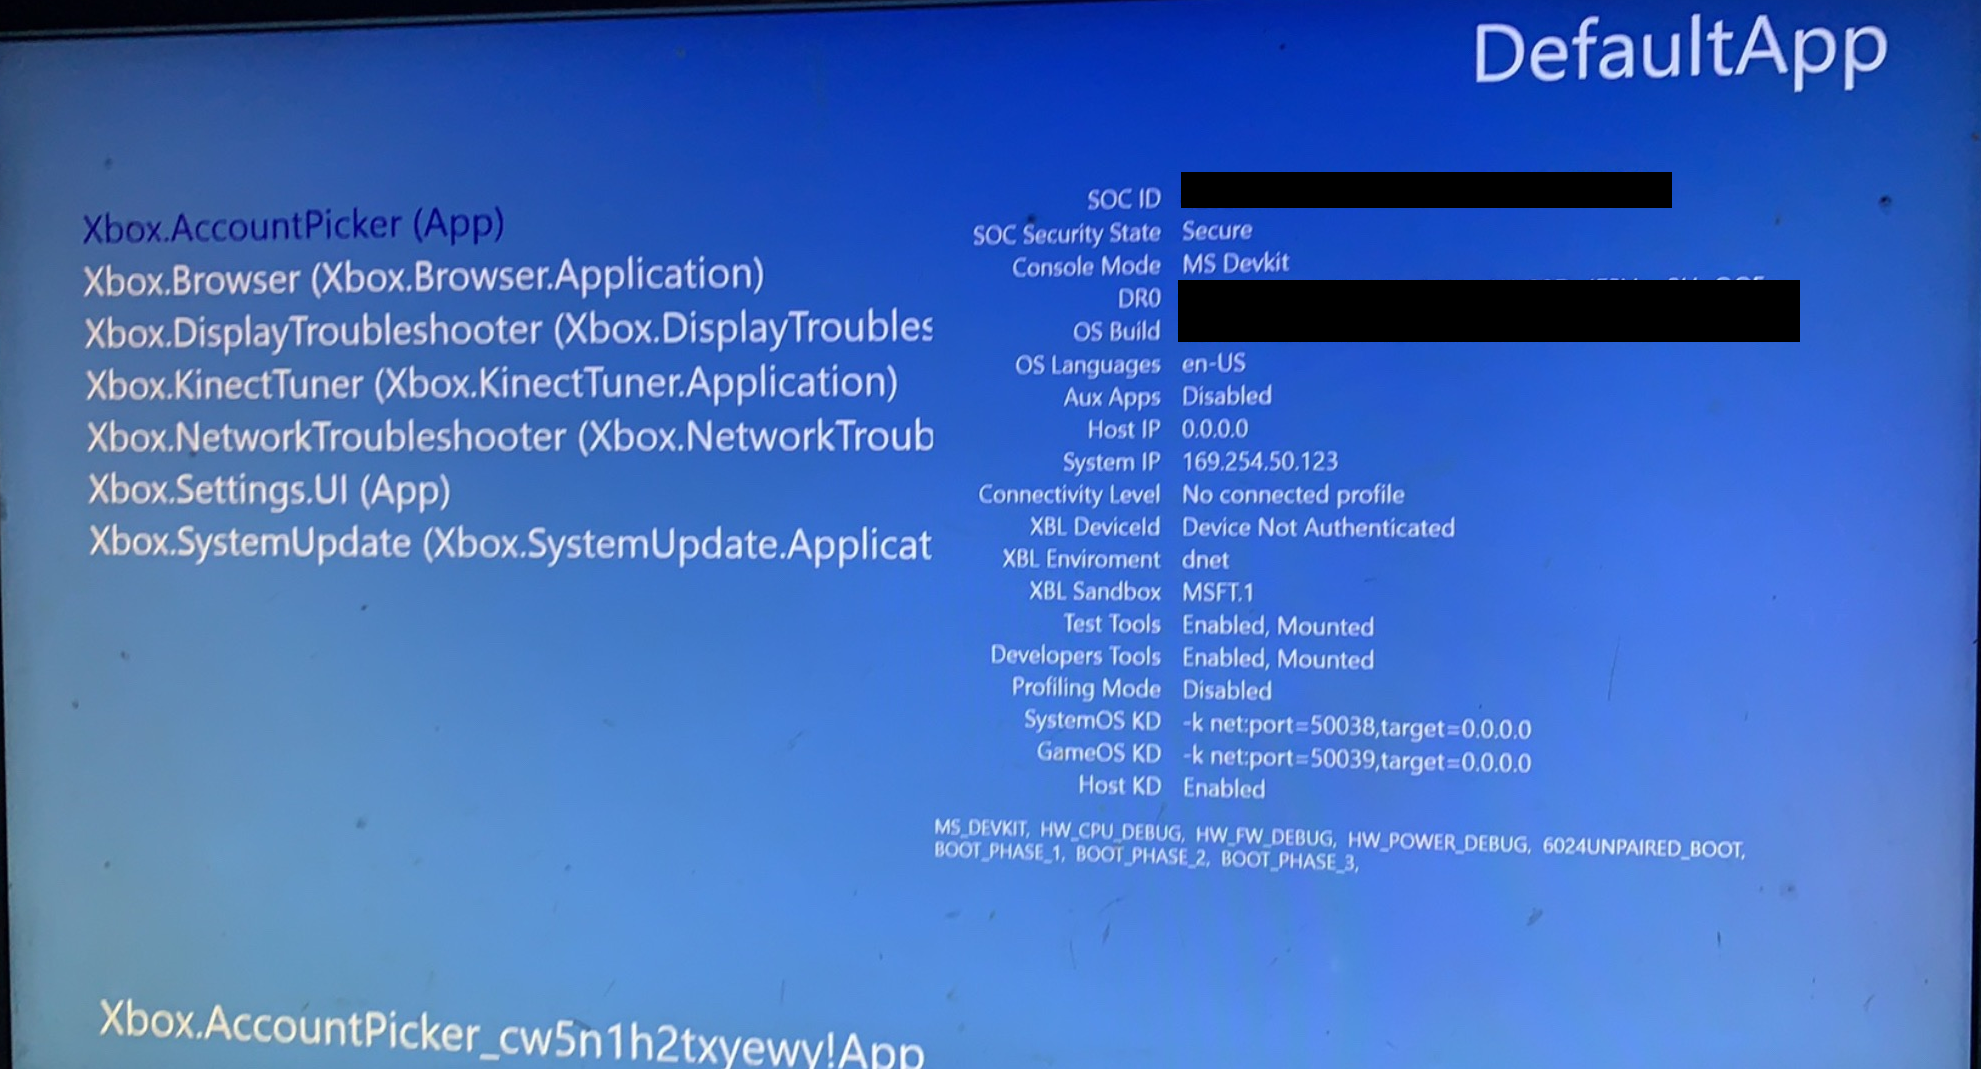 DefaultApp
Xbox.AccountPicker (App)
Xbox.Browser (Xbox.Browser.Application)
Xbox.DisplayTroubleshooter (Xbox.DisplayTroubles
Xbox.KinectTuner (Xbox.KinectTuner.Application)
Xbox.NetworkTroubleshooter (Xbox.NetworkTroub
Xbox.Settings.UI (App)
Xbox.SystemUpdate (Xbox.SystemUpdate.Applicat
SOC ID
SOC Security State Secure
Console Mode MS Devkit
DR0
OS Build
OS Languages en-US
Aux Apps Disabled
Host IP 0.0.0.0
System IP 169.254.50.123
Connectivity Level No connected profile
XBL DeviceId Device Not Authenticated
XBL Enviroment dnet
XBL Sandbox MSFT.1
Test Tools Enabled, Mounted
Developers Tools Enabled, Mounted
Profiling Mode Disabled
SystemOS KD -k net:port=50038,target=0.0.0.0
GameOS KD -k net:port=50039,target=0.0.0.0
Host KD Enabled
MS_DEVKIT, HW_CPU_DEBUG, HW_FW_DEBUG, HW_POWER_DEBUG, 6024UNPAIRED_BOOT,
BOOT_PHASE_1, BOOT_PHASE_2, BOOT_PHASE_3,
Xbox.AccountPicker_cw5n1h2txyewy!App